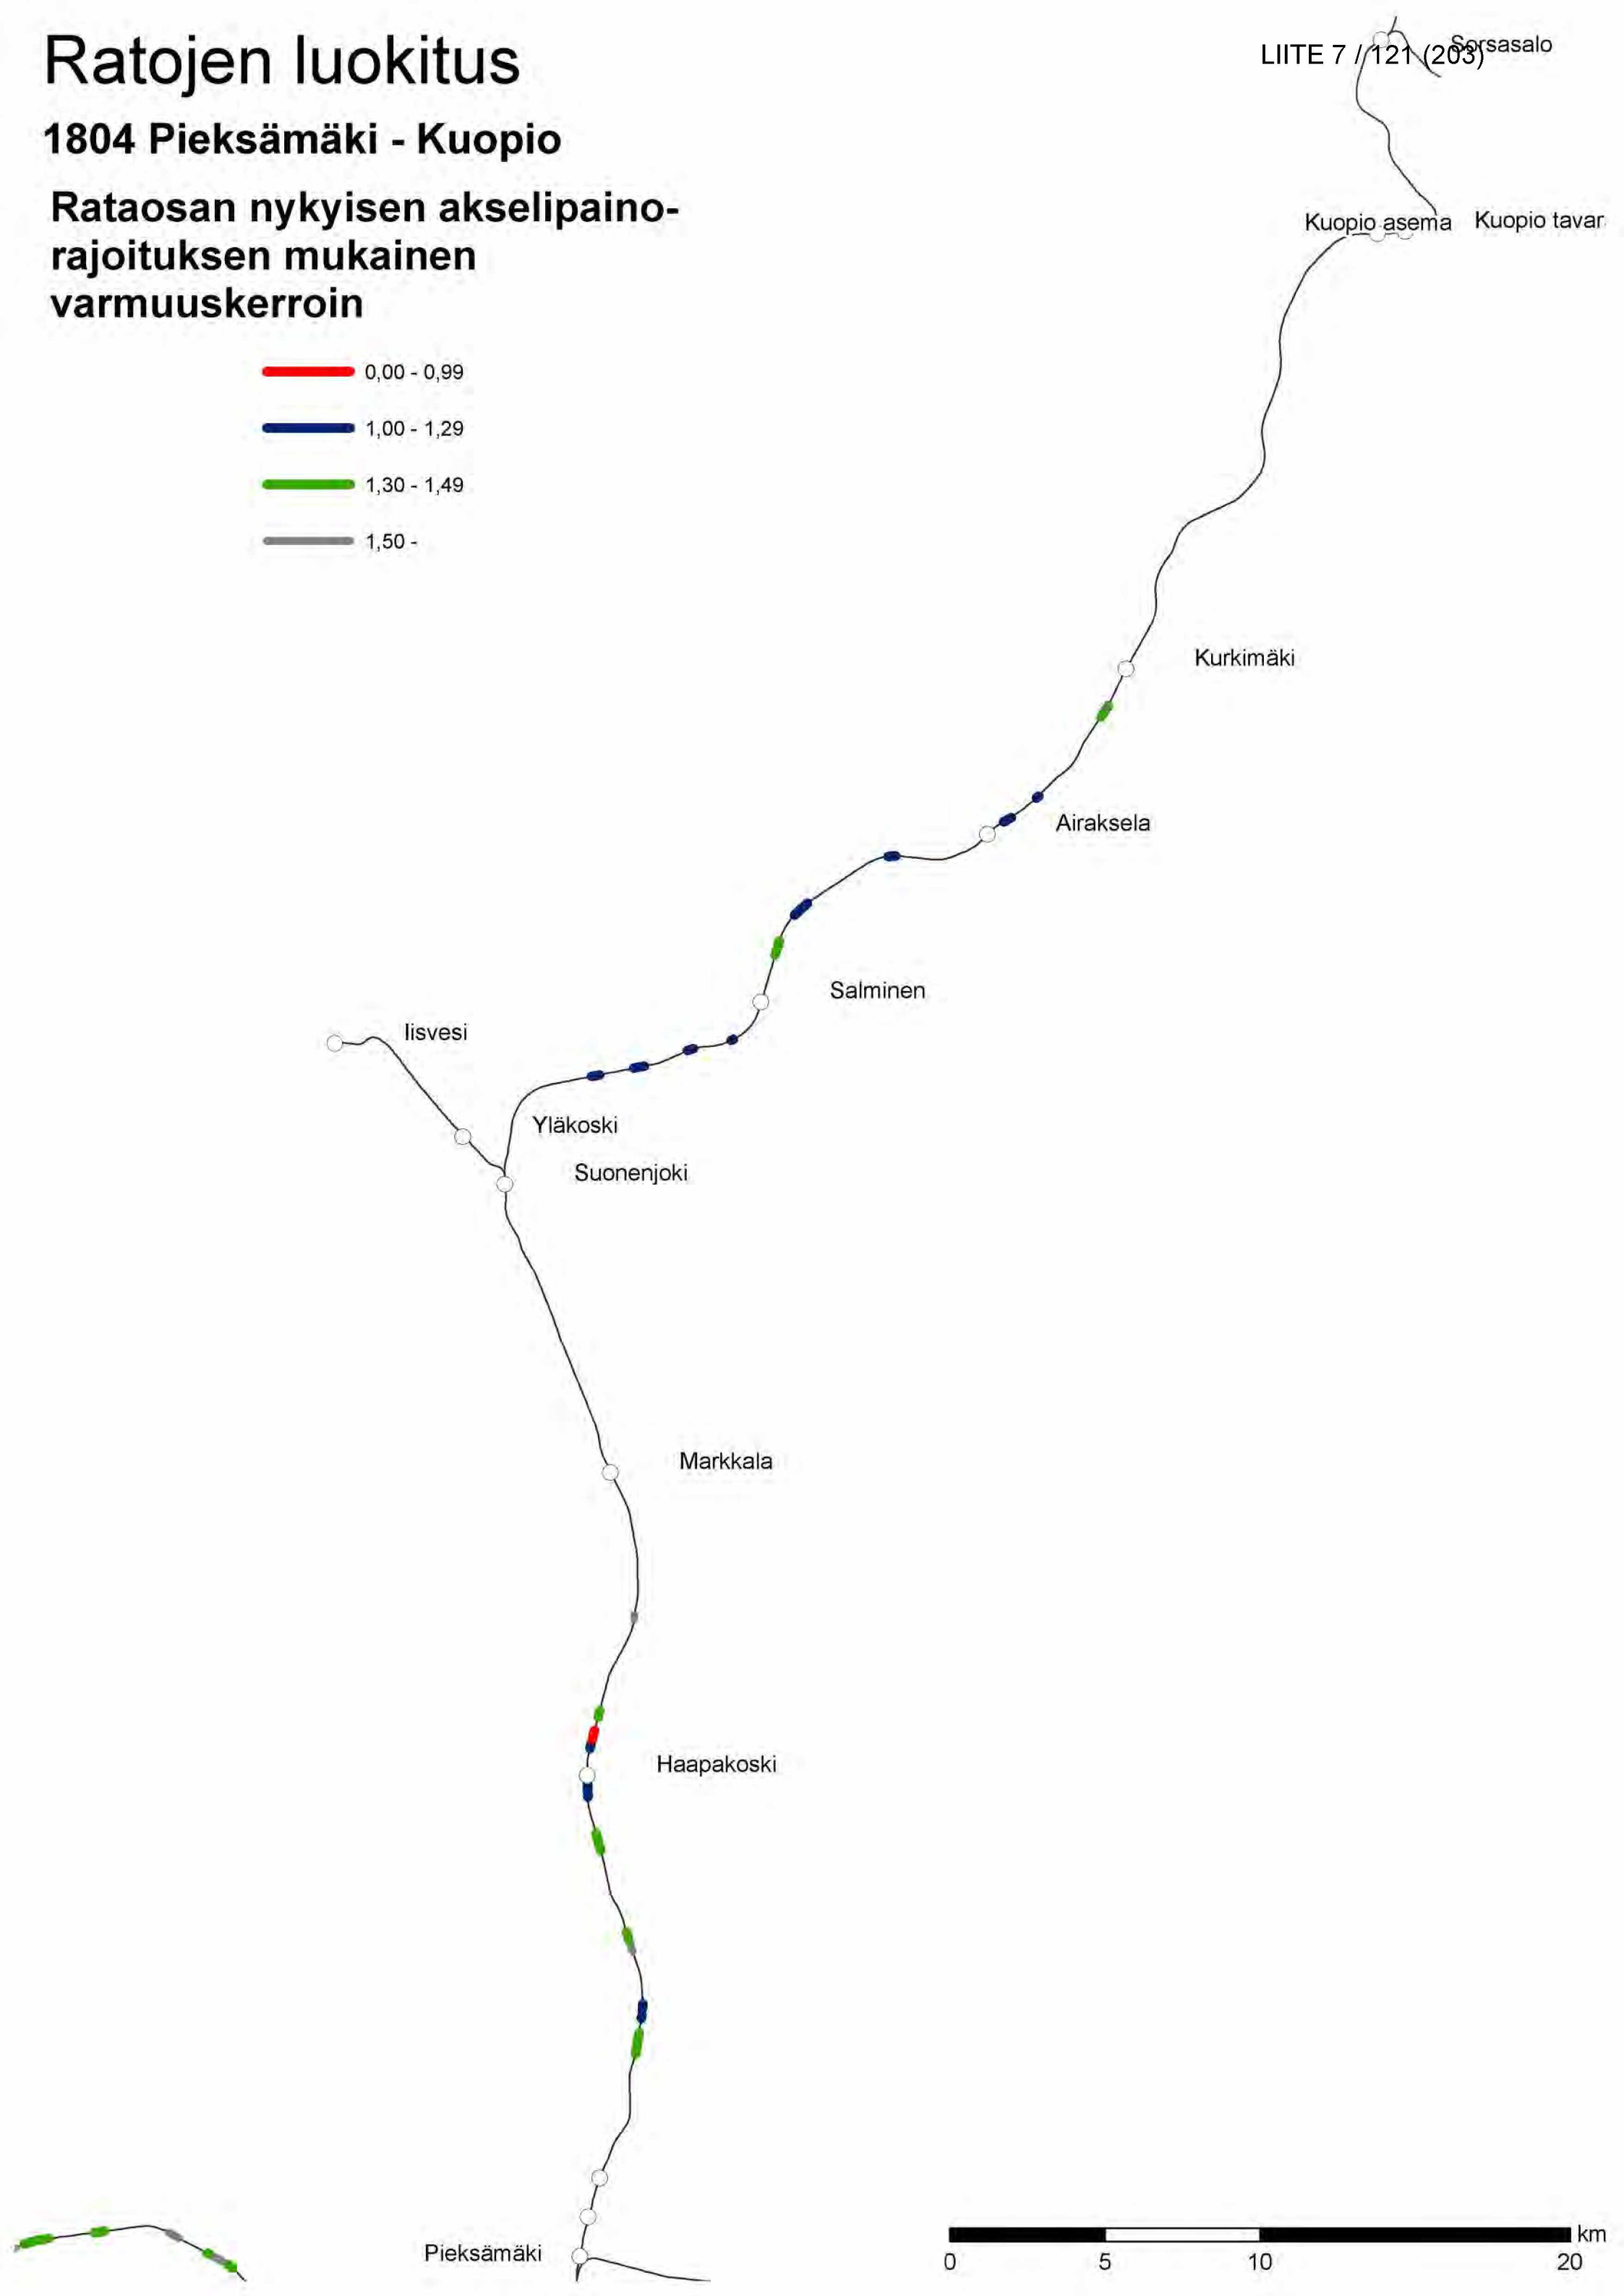 Ratojen luokitus
LIITE 7 / 121 (203)
Sorsasalo
1804 Pieksämäki - Kuopio
Rataosan nykyisen akselipaino-
rajoituksen mukainen
varmuuskerroin
Kuopio asema
Kuopio tavar
0,00 - 0,99
1,00 - 1,29
1,30 - 1,49
1,50 -
Kurkimäki
Airaksela
Salminen
Iisvesi
Yläkoski
Suonenjoki
Markkala
Haapakoski
Pieksämäki
km
0 5 10 20